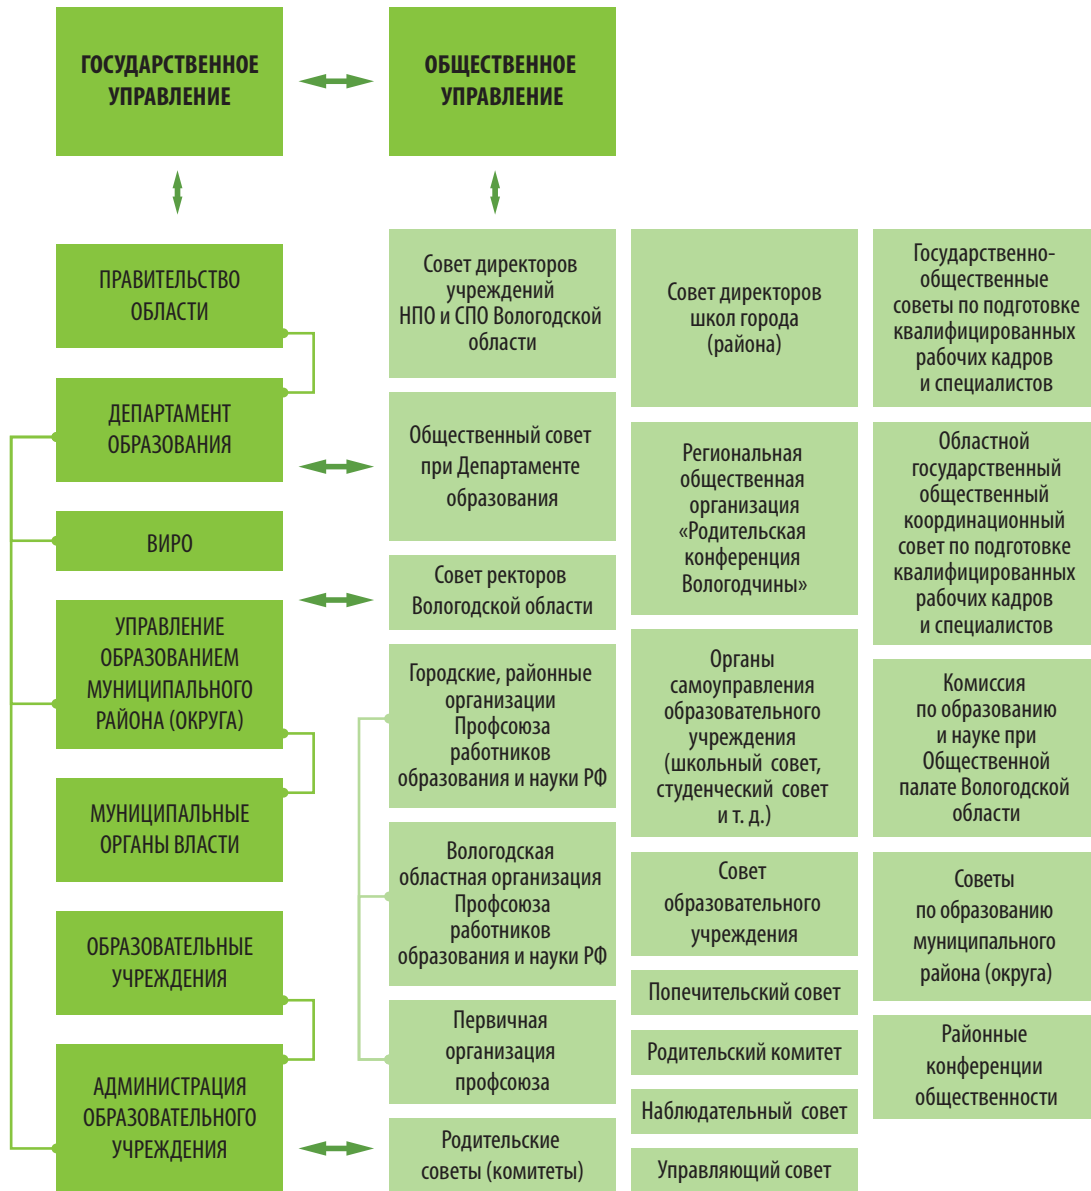 ГОСУДАРСТВЕННОЕ
УПРАВЛЕНИЕ
ОБЩЕСТВЕННОЕ
УПРАВЛЕНИЕ
ПРАВИТЕЛЬСТВО
ОБЛАСТИ
ДЕПАРТАМЕНТ
ОБРАЗОВАНИЯ
ВИРО
УПРАВЛЕНИЕ
ОБРАЗОВАНИЕМ
МУНИЦИПАЛЬНОГО
РАЙОНА (ОКРУГА)
МУНИЦИПАЛЬНЫЕ
ОРГАНЫ ВЛАСТИ
ОБРАЗОВАТЕЛЬНЫЕ
УЧРЕЖДЕНИЯ
АДМИНИСТРАЦИЯ
ОБРАЗОВАТЕЛЬНОГО
УЧРЕЖДЕНИЯ
Совет директоров
учреждений
НПО и СПО Вологодской
области
Общественный совет
при Департаменте
образования
Совет ректоров
Вологодской области
Городские, районные
организации
Профсоюза
работников
образования и науки РФ
Вологодская
областная организация
Профсоюза
работников
образования и науки РФ
Первичная
организация
профсоюза
Родительские
советы (комитеты)
Совет директоров
школ города
(района)
Региональная
общественная
организация
«Родительская
конференция
Вологодчины»
Органы
самоуправления
образовательного
учреждения
(школьный совет,
студенческий совет
и т. д.)
Совет
образовательного
учреждения
Попечительский совет
Родительский комитет
Наблюдательный совет
Управляющий совет
Государственно-
общественные
советы по подготовке
квалифицированных
рабочих кадров
и специалистов
Областной
государственный
общественный
координационный
совет по подготовке
квалифицированных
рабочих кадров
и специалистов
Комиссия
по образованию
и науке при
Общественной
палате Вологодской
области
Советы
по образованию
муниципального
района (округа)
Районные
конференции
общественности